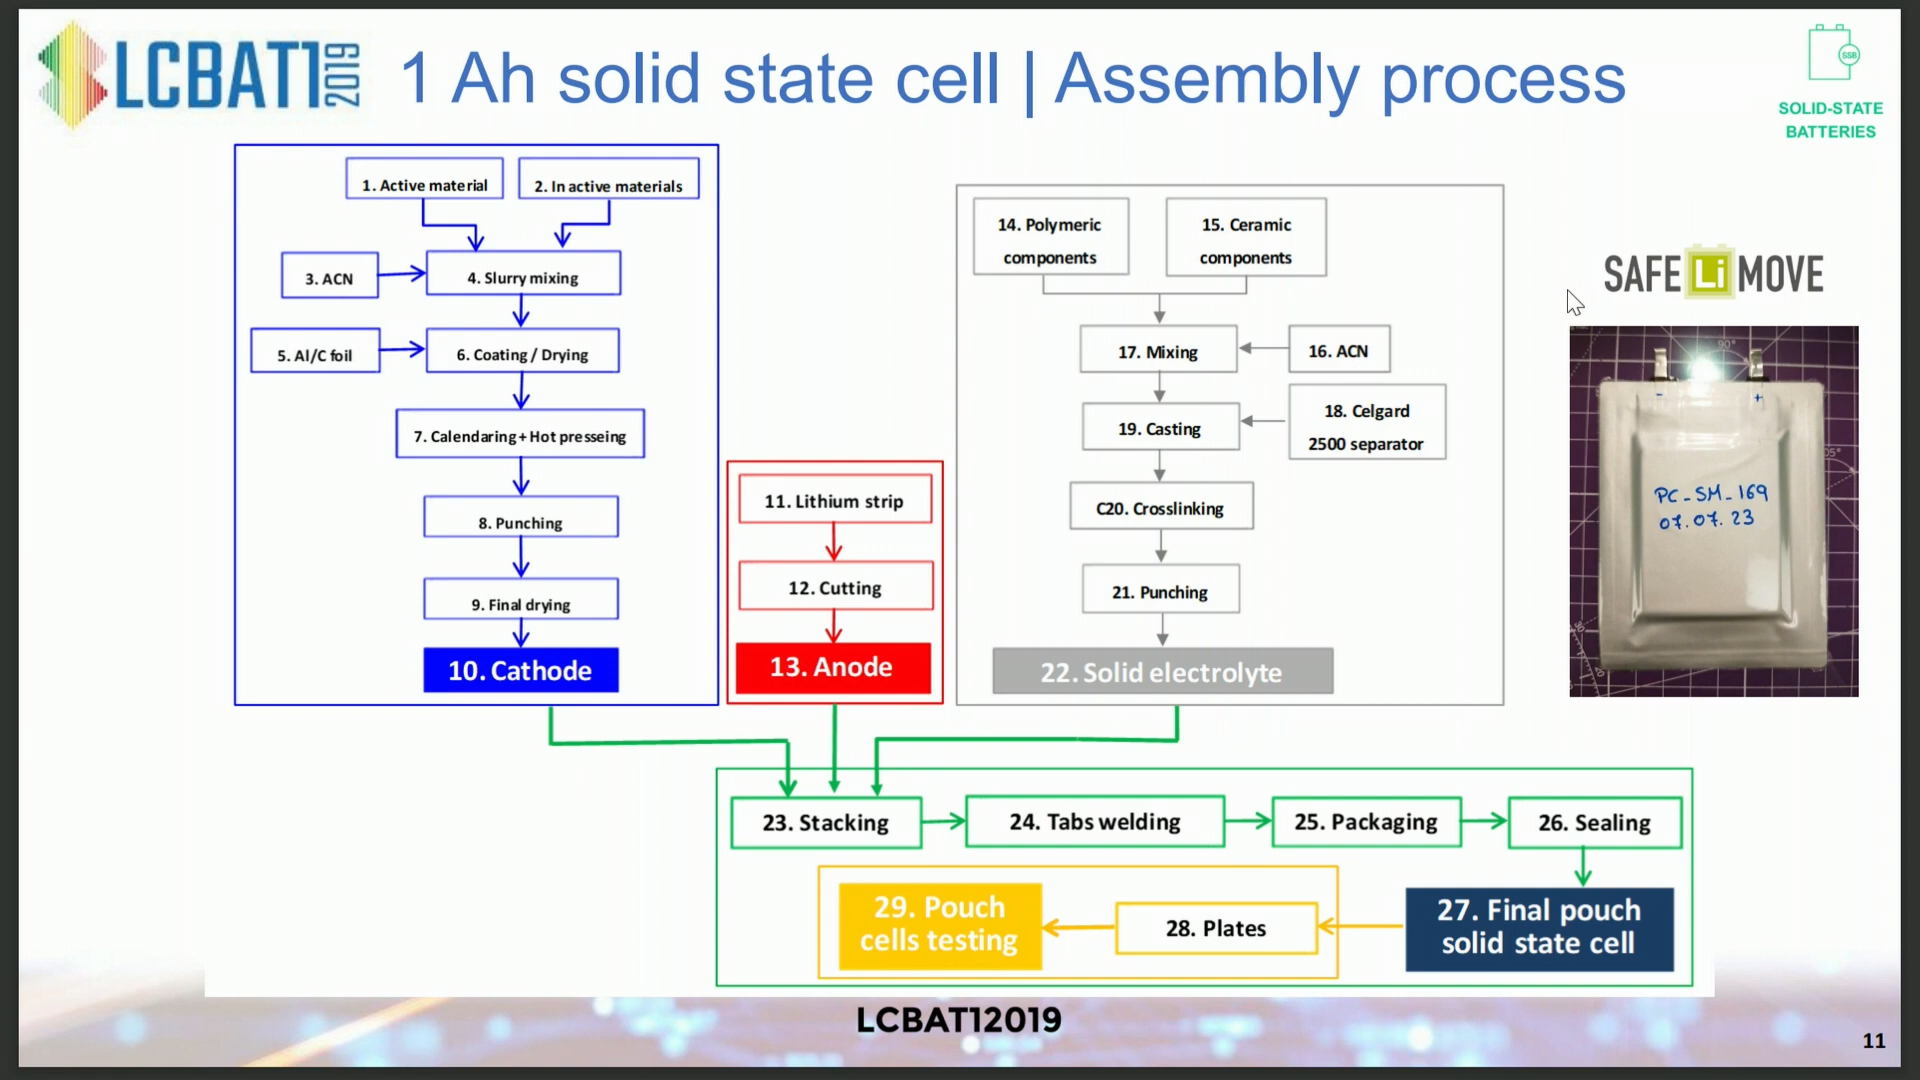 LCBAT1 2019
1 Ah solid state cell | Assembly process
SSB
SOLID-STATE
BATTERIES
1. Active material
2. In active materials
3. ACN
4. Slurry mixing
5. Al/C foil
6. Coating / Drying
7. Calendaring + Hot presseing
8. Punching
9. Final drying
10. Cathode
11. Lithium strip
12. Cutting
13. Anode
14. Polymeric
components
15. Ceramic
components
17. Mixing
16. ACN
19. Casting
18. Celgard
2500 separator
C20. Crosslinking
21. Punching
22. Solid electrolyte
SAFE Li MOVE
90°
- +
PC-SM-169
07.07.23
23. Stacking
24. Tabs welding
25. Packaging
26. Sealing
29. Pouch
cells testing
28. Plates
27. Final pouch
solid state cell
LCBAT12019
11